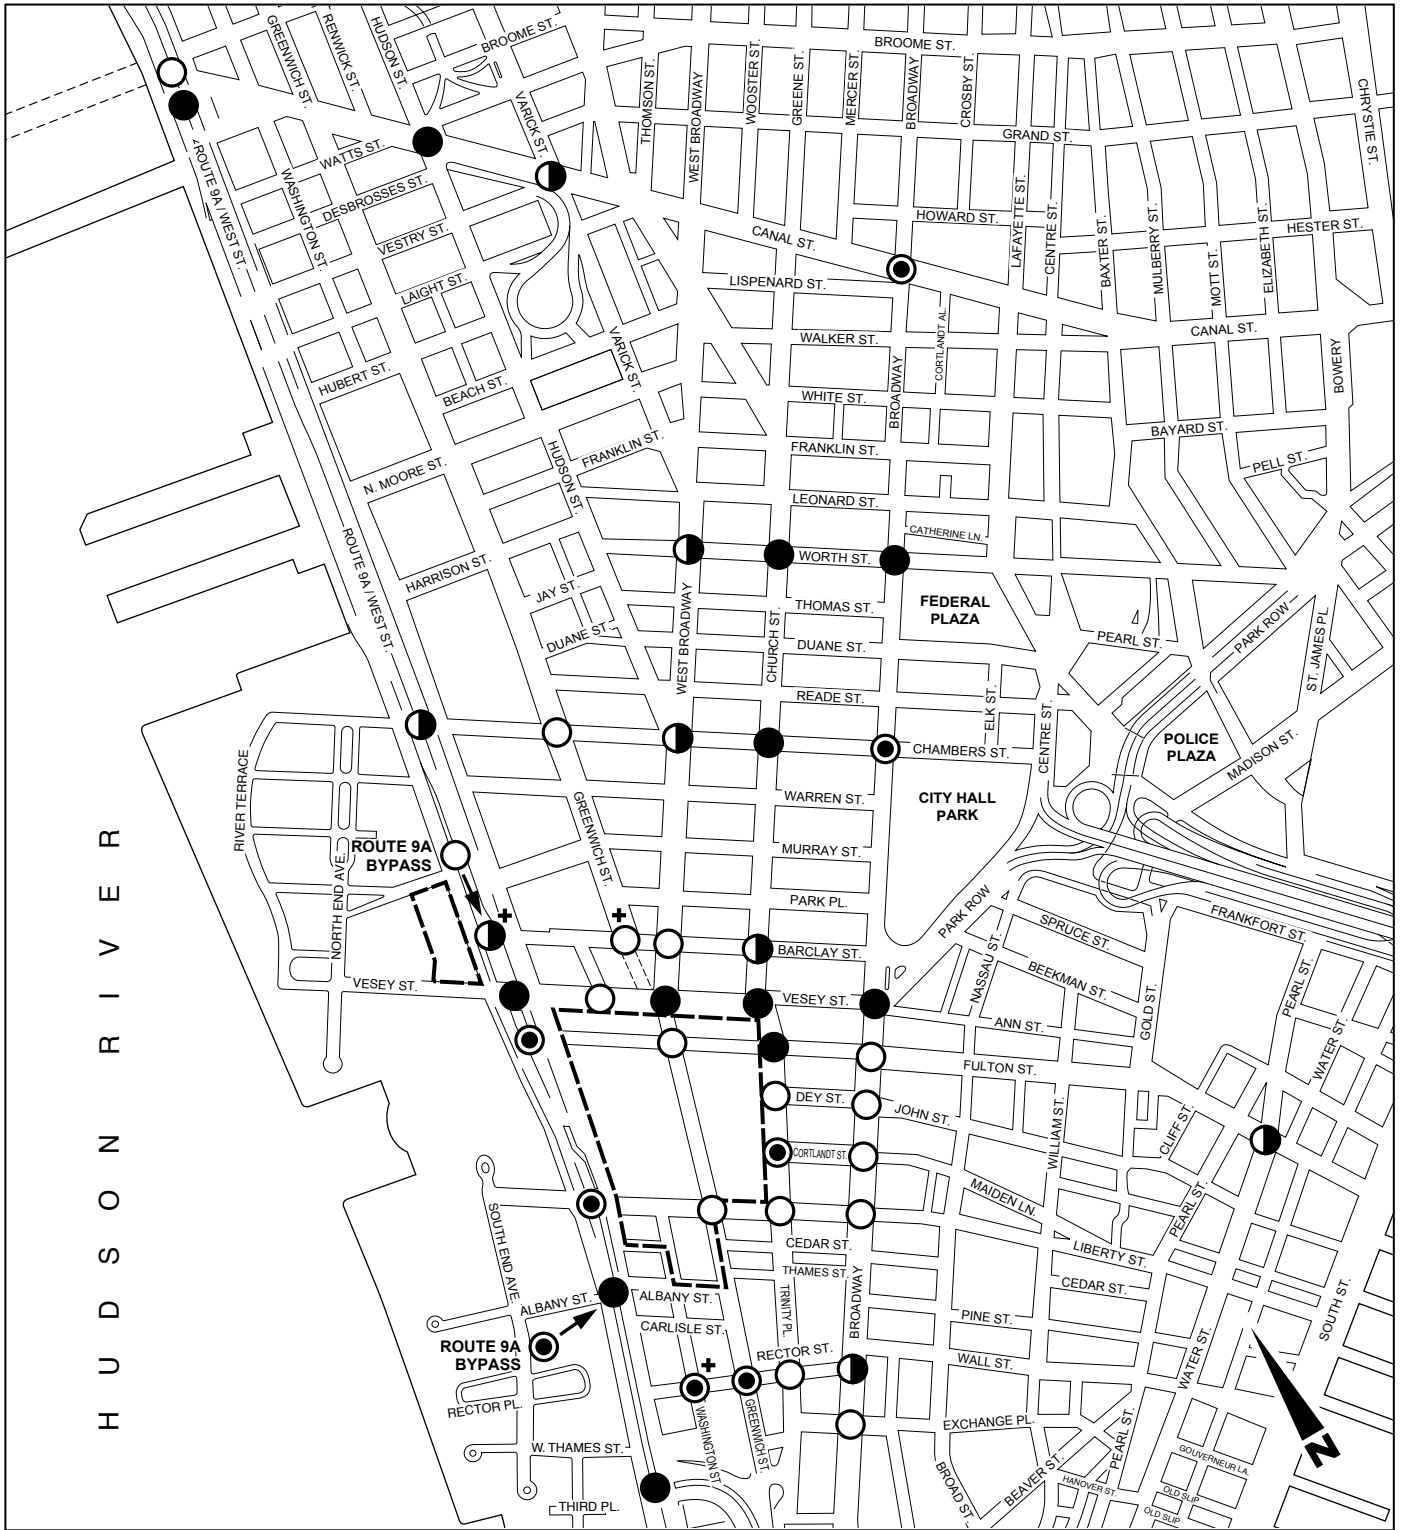 BROOME ST.
GREENWICH ST.
RENWICK ST.
HUDSON ST.
BROOME ST.
VARICK ST.
THOMSON ST.
WEST BROADWAY
WOOSTER ST.
GREENE ST.
MERCER ST.
BROADWAY
CROSBY ST.
GRAND ST.
CHRYSTIE ST.
WATTS ST.
ROUTE 9A / WEST ST.
WASHINGTON ST.
DESBROSSES ST.
VESTRY ST.
LAIGHT ST.
CANAL ST.
HOWARD ST.
LAFAYETTE ST.
CENTRE ST.
BAXTER ST.
MULBERRY ST.
MOTT ST.
ELIZABETH ST.
HESTER ST.
LISPENARD ST.
WALKER ST.
CORTLANDT AL.
CANAL ST.
BOWERY
HUBERT ST.
BEACH ST.
VARICK ST.
WHITE ST.
BROADWAY
BAYARD ST.
PELL ST.
N. MOORE ST.
HUDSON ST.
FRANKLIN ST.
FRANKLIN ST.
LEONARD ST.
CATHERINE LN.
ROUTE 9A / WEST ST.
HARRISON ST.
JAY ST.
DUANE ST.
WORTH ST.
WEST BROADWAY
CHURCH ST.
THOMAS ST.
DUANE ST.
READE ST.
FEDERAL
PLAZA
PEARL ST.
PARK ROW
ST. JAMES PL.
ELK ST.
CENTRE ST.
CHAMBERS ST.
POLICE
PLAZA
MADISON ST.
RIVER TERRACE
GREENWICH ST.
WARREN ST.
CITY HALL
PARK
MURRAY ST.
ROUTE 9A
BYPASS
NORTH END AVE.
PARK PL.
PARK ROW
SPRUCE ST.
FRANKFORT ST.
BARCLAY ST.
NASSAU ST.
BEEKMAN ST.
PEARL ST.
VESEY ST.
VESEY ST.
ANN ST.
GOLD ST.
WATER ST.
FULTON ST.
DEY ST.
JOHN ST.
WILLIAM ST.
CLIFF ST.
CORTLANDT ST.
MAIDEN LN.
PEARL ST.
SOUTH END AVE.
CEDAR ST.
LIBERTY ST.
THAMES ST.
CEDAR ST.
SOUTH ST.
ALBANY ST.
ALBANY ST.
TRINITY PL.
BROADWAY
PINE ST.
CARLISLE ST.
ROUTE 9A
BYPASS
RECTOR ST.
WALL ST.
WATER ST.
RECTOR PL.
WASHINGTON ST.
GREENWICH ST.
EXCHANGE PL.
PEARL ST.
W. THAMES ST.
BROAD ST.
BEAVER ST.
GOUVERNEUR LA.
HANOVER ST.
OLD SLIP
OLD SLIP
THIRD PL.
HUDSON RIVER
N